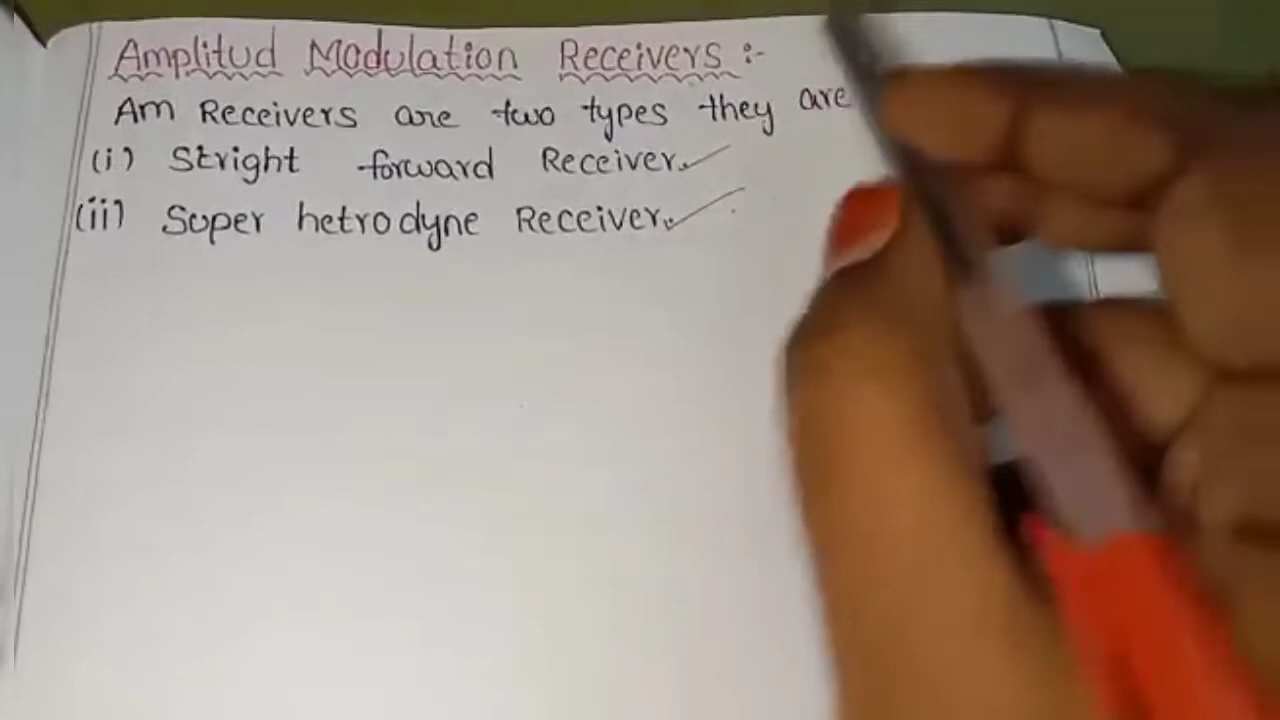 Amplitud Modulation Receivers :-
Am Receivers are two types they are
(i) Stright forward Receiver.
(ii) Super hetrodyne Receiver.